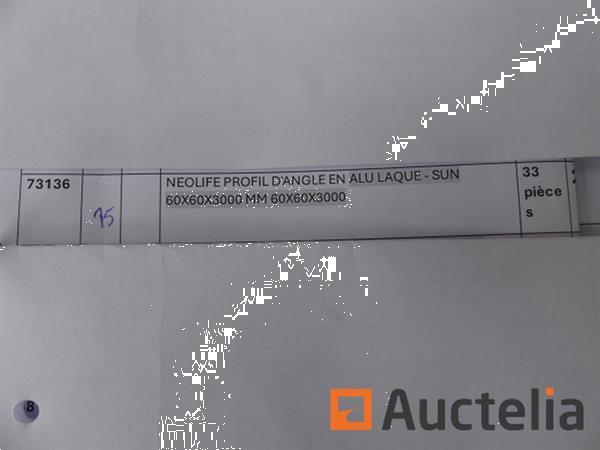 73136
75
NEOLIFE PROFIL D'ANGLE EN ALU LAQUE - SUN
60X60X3000 MM 60X60X3000
33
pièce
s
8
Auctelia